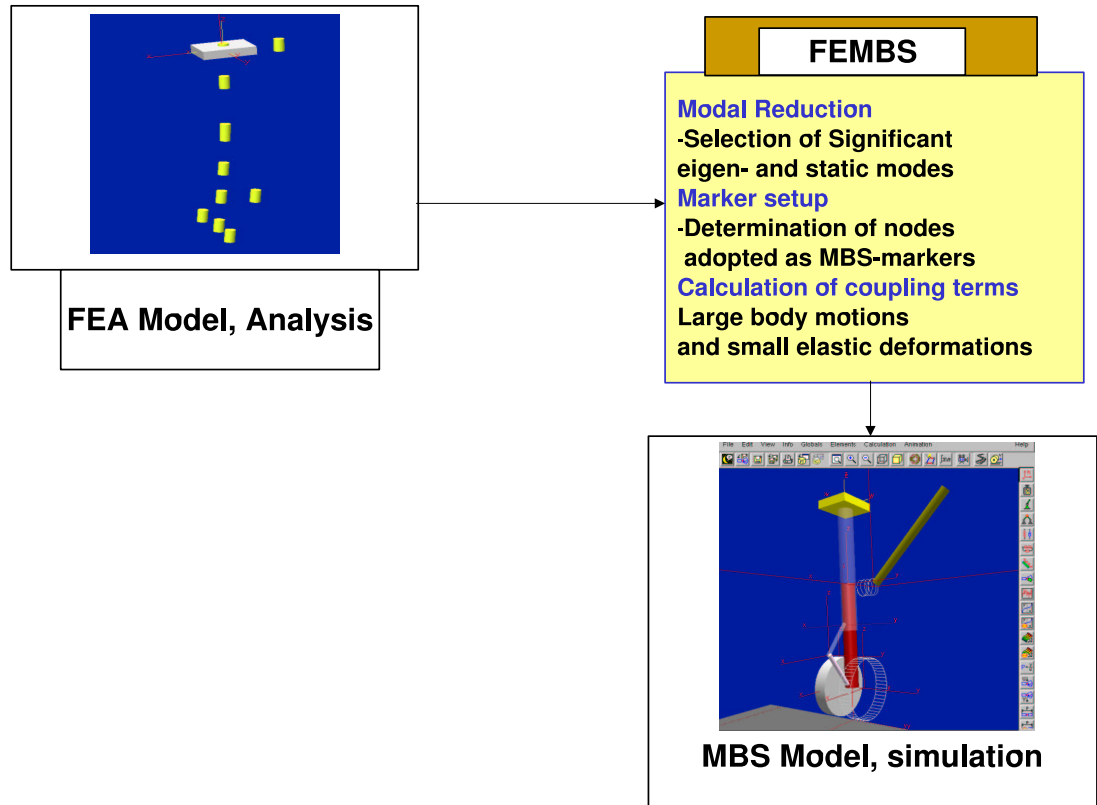 FEA Model, Analysis
FEMBS
Modal Reduction
-Selection of Significant
eigen- and static modes
Marker setup
-Determination of nodes
adopted as MBS-markers
Calculation of coupling terms
Large body motions
and small elastic deformations
File Edit View Info Globals Elements Calculation Animation Help
MBS Model, simulation